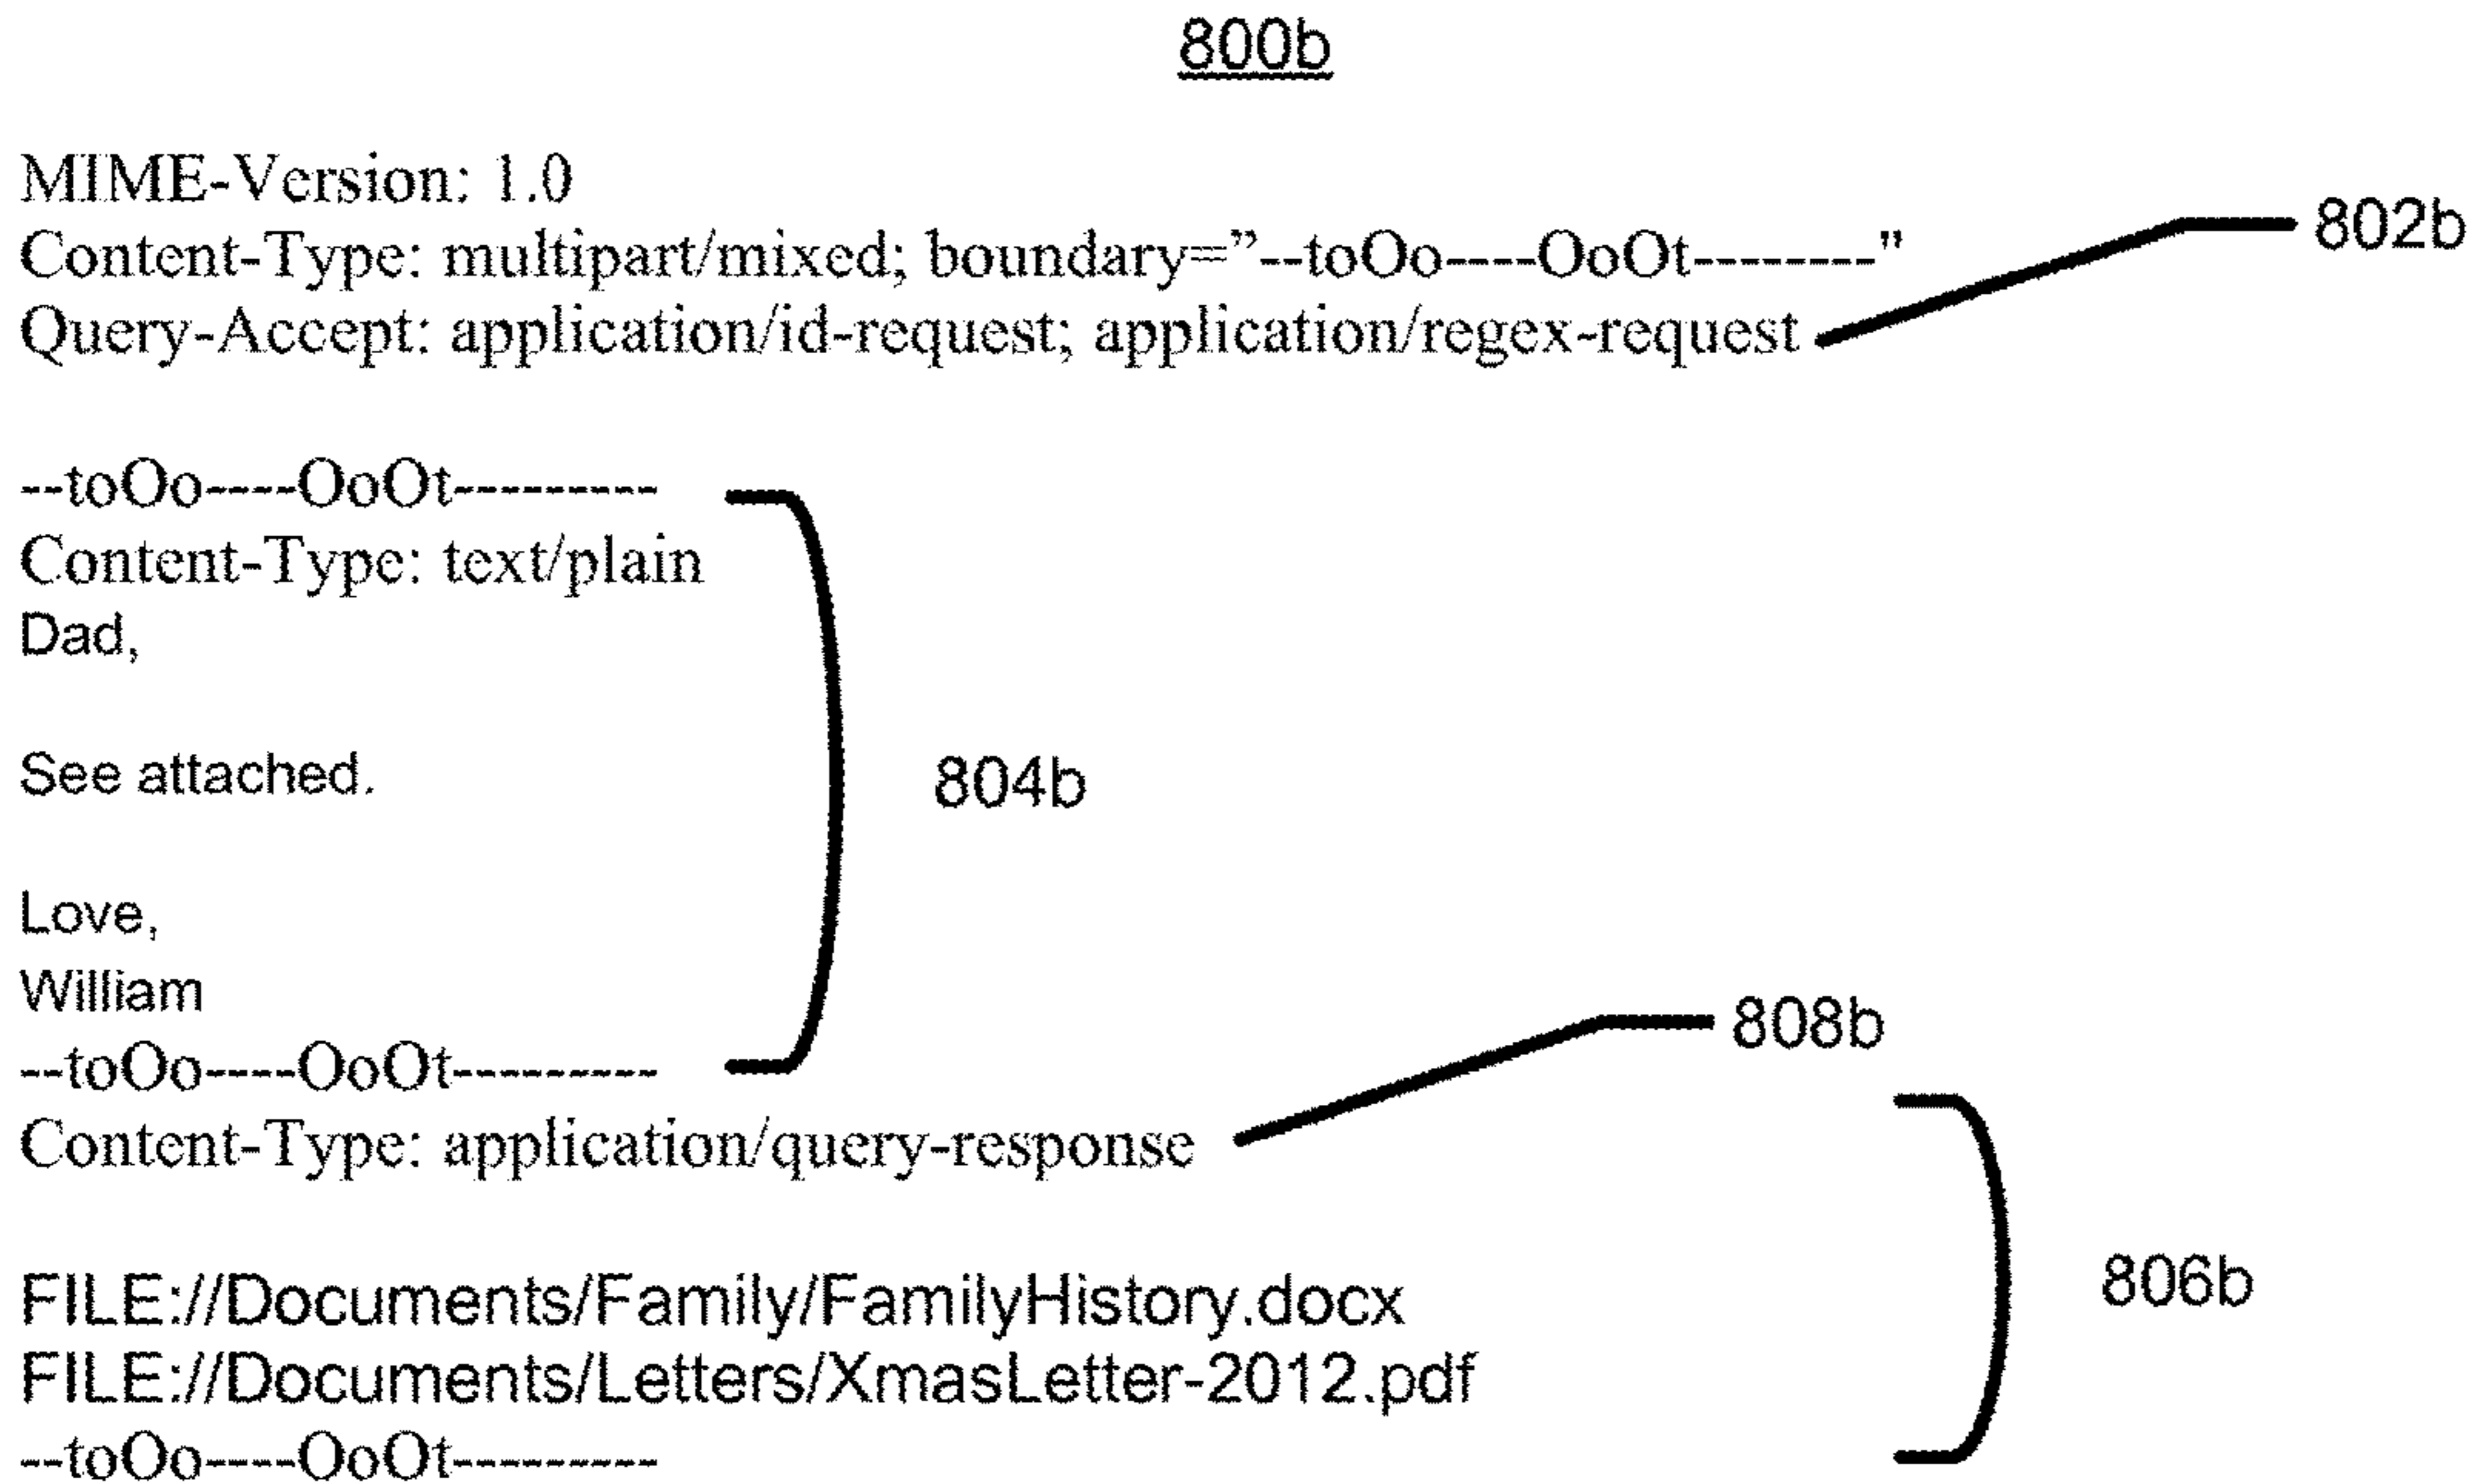 800b
MIME-Version: 1.0
Content-Type: multipart/mixed; boundary=”--toOo----OoOt--------"
802b
Query-Accept: application/id-request; application/regex-request
--toOo----OoOt---------
Content-Type: text/plain
Dad,
See attached.
804b
Love,
William
808b
--toOo----OoOt---------
Content-Type: application/query-response
806b
FILE://Documents/Family/FamilyHistory.docx
FILE://Documents/Letters/XmasLetter-2012.pdf
--toOo----OoOt---------